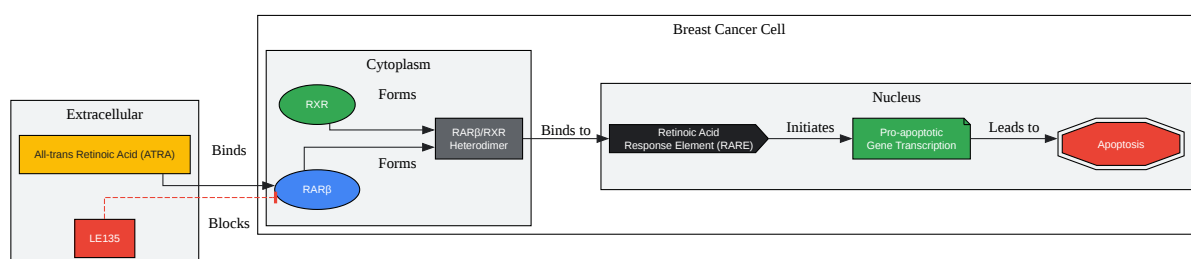 Breast Cancer Cell
Cytoplasm
Extracellular
Nucleus
RXR
Forms
All-trans Retinoic Acid (ATRA)
Binds
RARβ/RXR
Heterodimer
Binds to
Retinoic Acid
Response Element (RARE)
Initiates
Pro-apoptotic
Gene Transcription
Leads to
Apoptosis
Forms
RARβ
Blocks
LE135